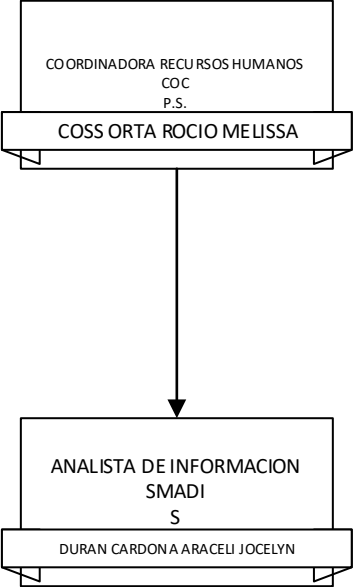 COORDINADORA RECURSOS HUMANOS
COC
P.S.
COSS ORTA ROCIO MELISSA
ANALISTA DE INFORMACION
SMADI
S
DURAN CARDONA ARACELI JOCELYN